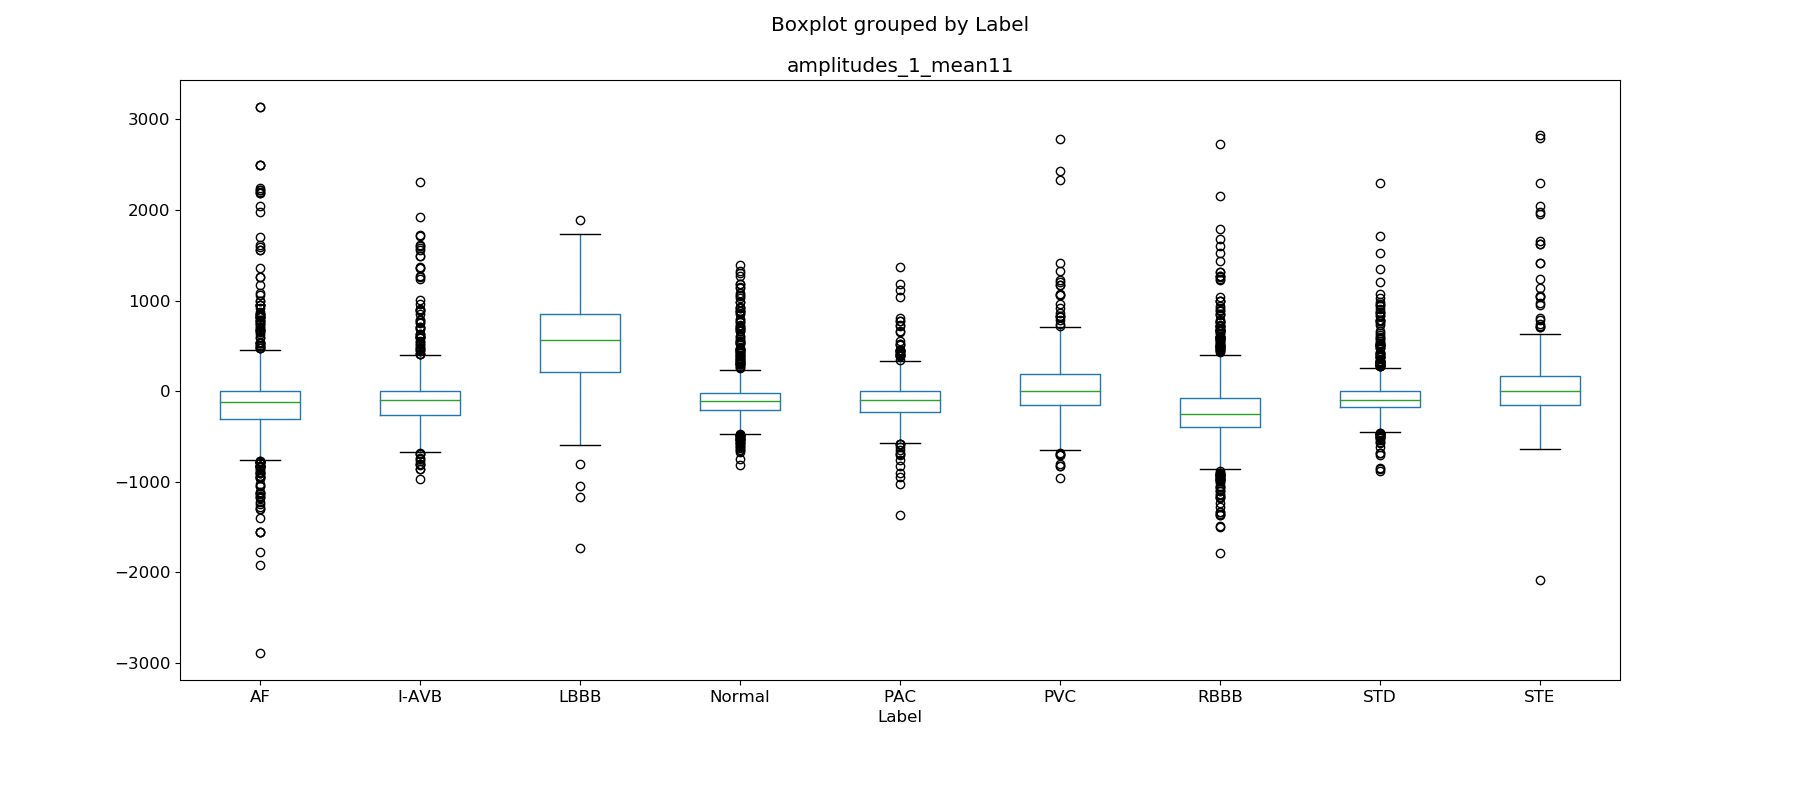 Boxplot grouped by Label
amplitudes_1_mean11
3000
2000
1000
0
−1000
−2000
−3000
AF I-AVB LBBB Normal PAC PVC RBBB STD STE
Label